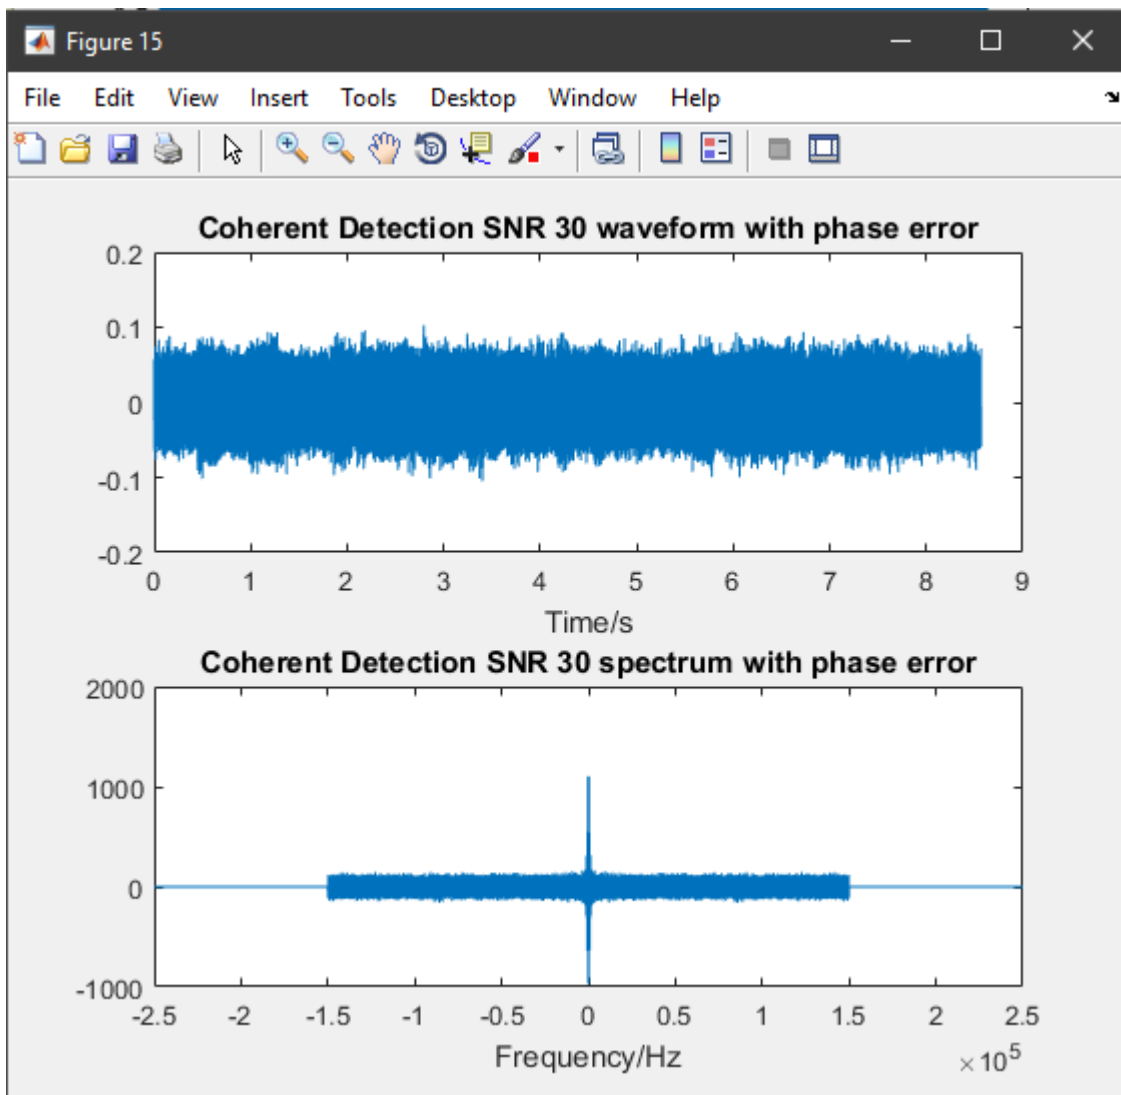 Figure 15
File Edit View Insert Tools Desktop Window Help
Coherent Detection SNR 30 waveform with phase error
0.2
0.1
0
-0.1
-0.2
0 1 2 3 4 5 6 7 8 9
Time/s
Coherent Detection SNR 30 spectrum with phase error
2000
1000
0
-1000
-2.5 -2 -1.5 -1 -0.5 0 0.5 1 1.5 2 2.5
Frequency/Hz
×10⁵